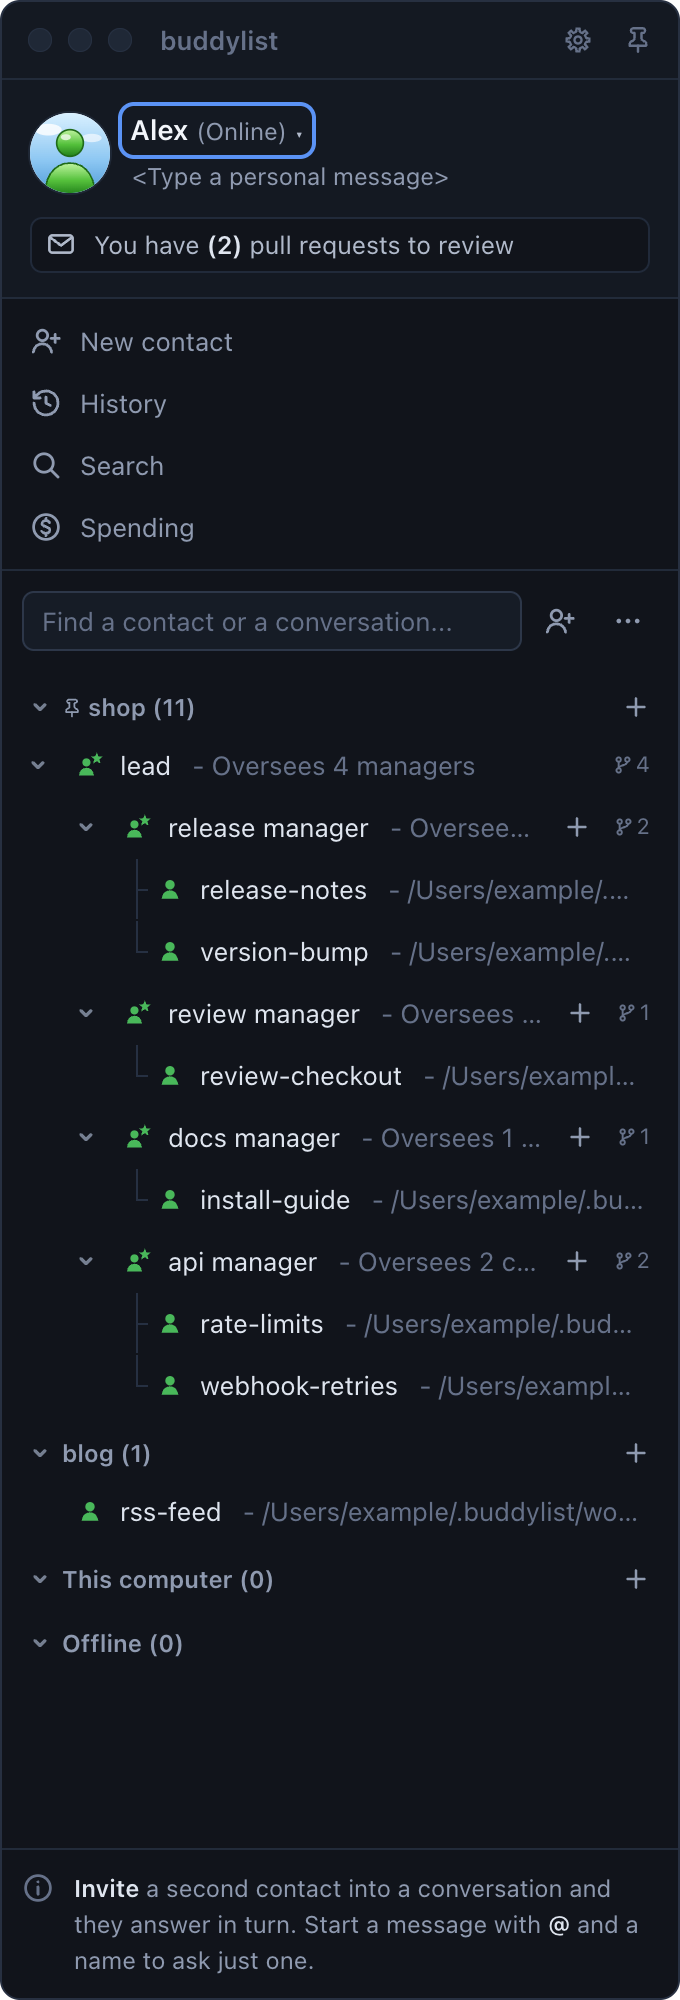 buddylist
Alex (Online)
<Type a personal message>
You have (2) pull requests to review
New contact
History
Search
Spending
Find a contact or a conversation...
shop (11)
lead - Oversees 4 managers 4
release manager - Oversee... 2
release-notes - /Users/example/....
version-bump - /Users/example/....
review manager - Oversees ... 1
review-checkout - /Users/exampl...
docs manager - Oversees 1 ... 1
install-guide - /Users/example/.bu...
api manager - Oversees 2 c... 2
rate-limits - /Users/example/.bud...
webhook-retries - /Users/exampl...
blog (1)
rss-feed - /Users/example/.buddylist/wo...
This computer (0)
Offline (0)
Invite a second contact into a conversation and
they answer in turn. Start a message with @ and a
name to ask just one.